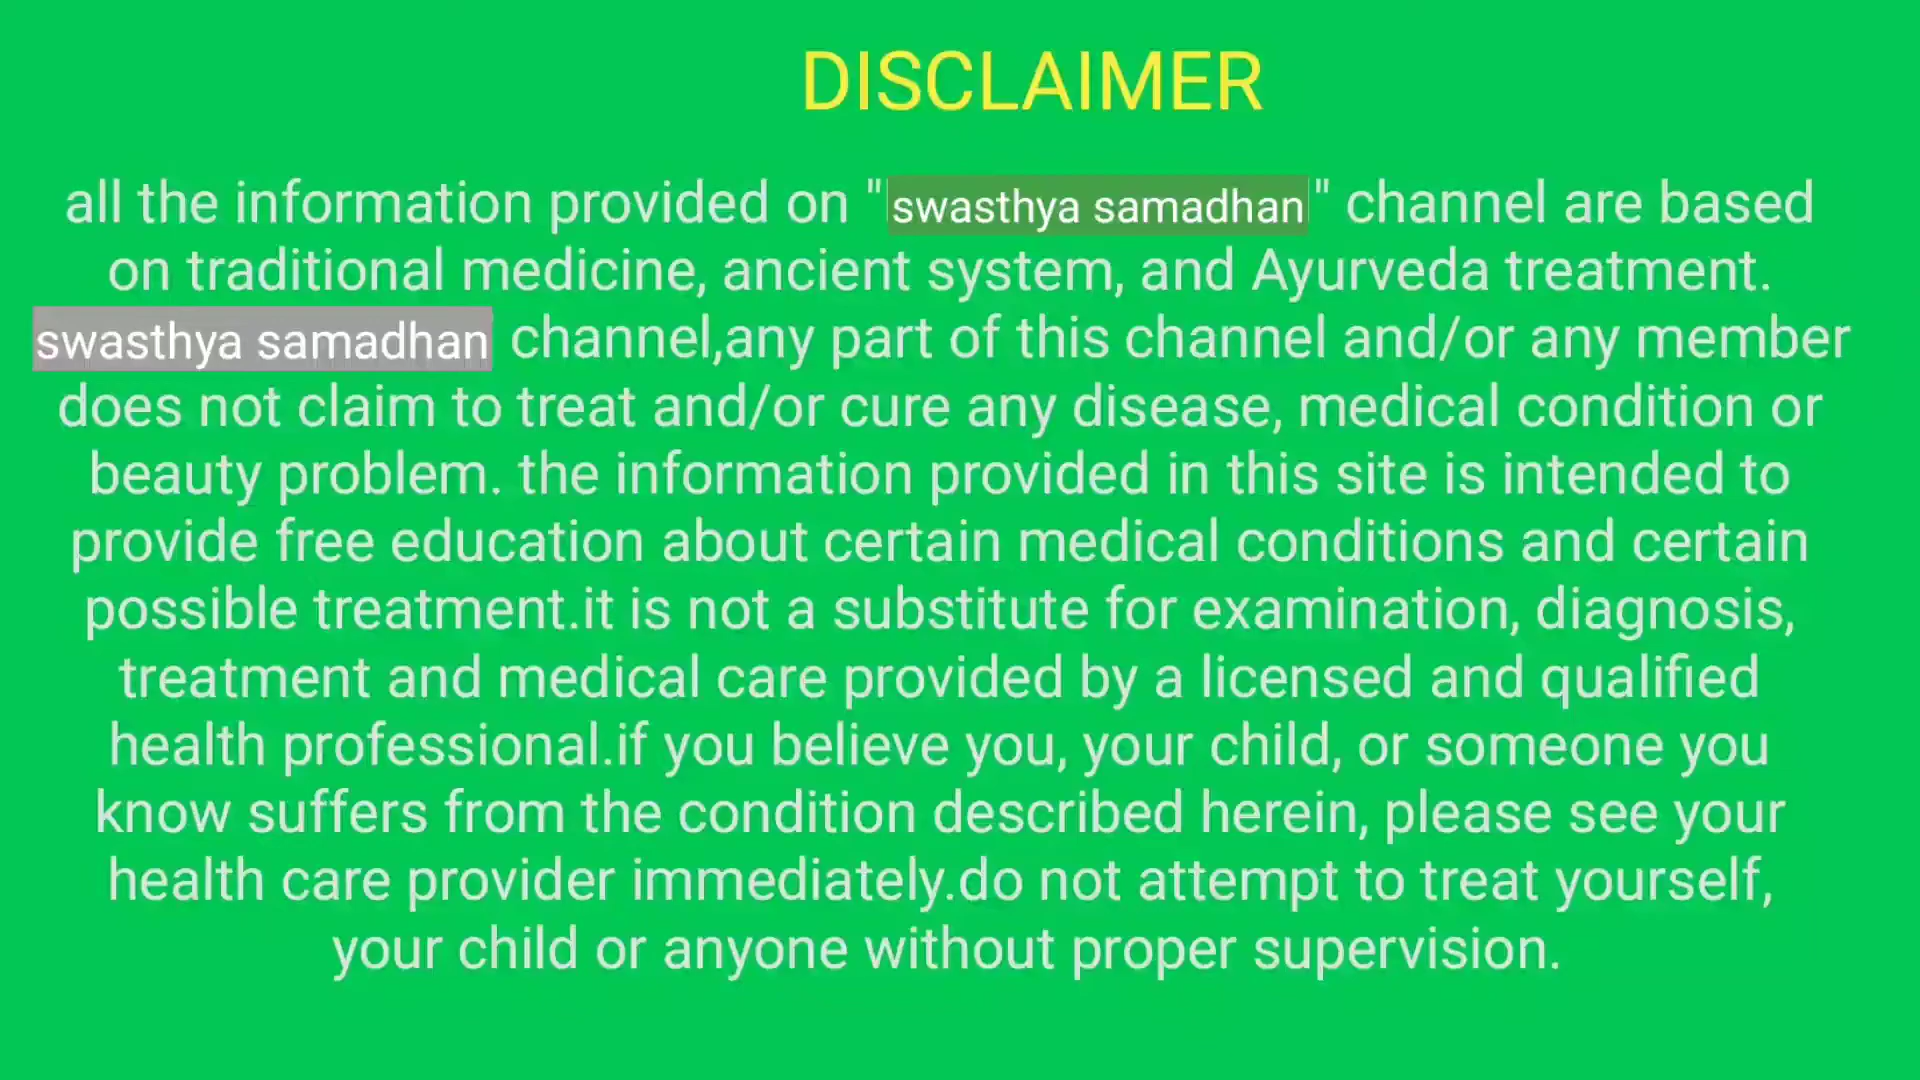 DISCLAIMER
all the information provided on "swasthya samadhan" channel are based
on traditional medicine, ancient system, and Ayurveda treatment.
swasthya samadhan channel,any part of this channel and/or any member
does not claim to treat and/or cure any disease, medical condition or
beauty problem. the information provided in this site is intended to
provide free education about certain medical conditions and certain
possible treatment.it is not a substitute for examination, diagnosis,
treatment and medical care provided by a licensed and qualified
health professional.if you believe you, your child, or someone you
know suffers from the condition described herein, please see your
health care provider immediately.do not attempt to treat yourself,
your child or anyone without proper supervision.